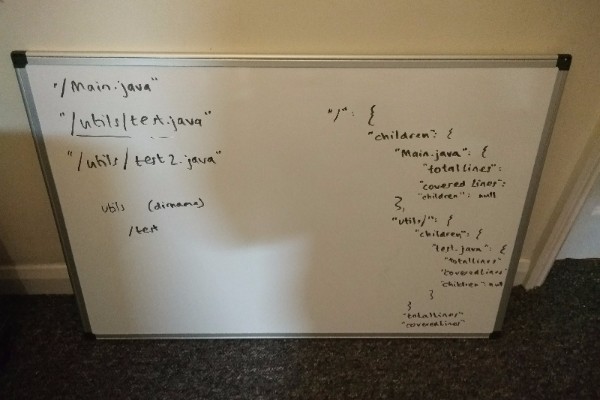 "/Main.java"
"/utils/test.java"
"/utils/test2.java"
utils (dirname)
/test
"/": {
"children": {
"Main.java": {
"totallines":
"covered lines":
"children": null
},
"utils/": {
"children": {
"test.java": {
"totallines"
"coveredlines"
"children": null
}
}
"totallines"
"coveredlines"